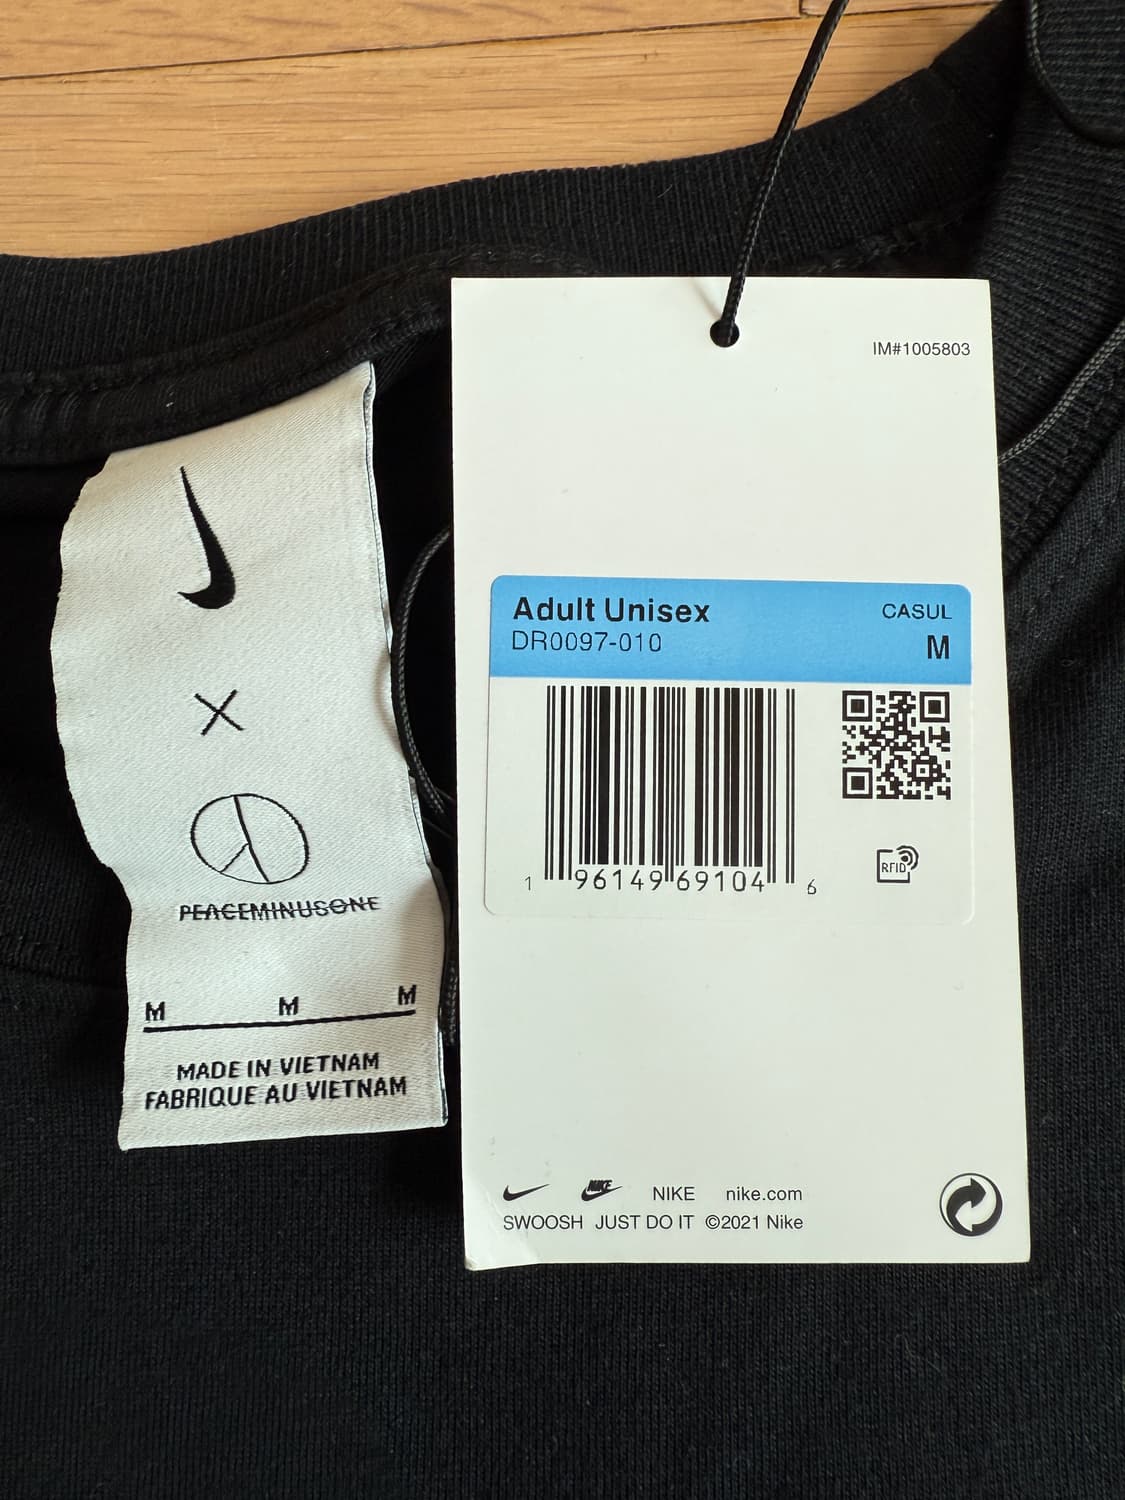 PEACEMINUSONE
M M M
MADE IN VIETNAM
FABRIQUE AU VIETNAM
IM#1005803
Adult Unisex CASUL
DR0097-010 M
RFID
1 96149 69104 6
NIKE
NIKE nike.com
SWOOSH JUST DO IT ©2021 Nike